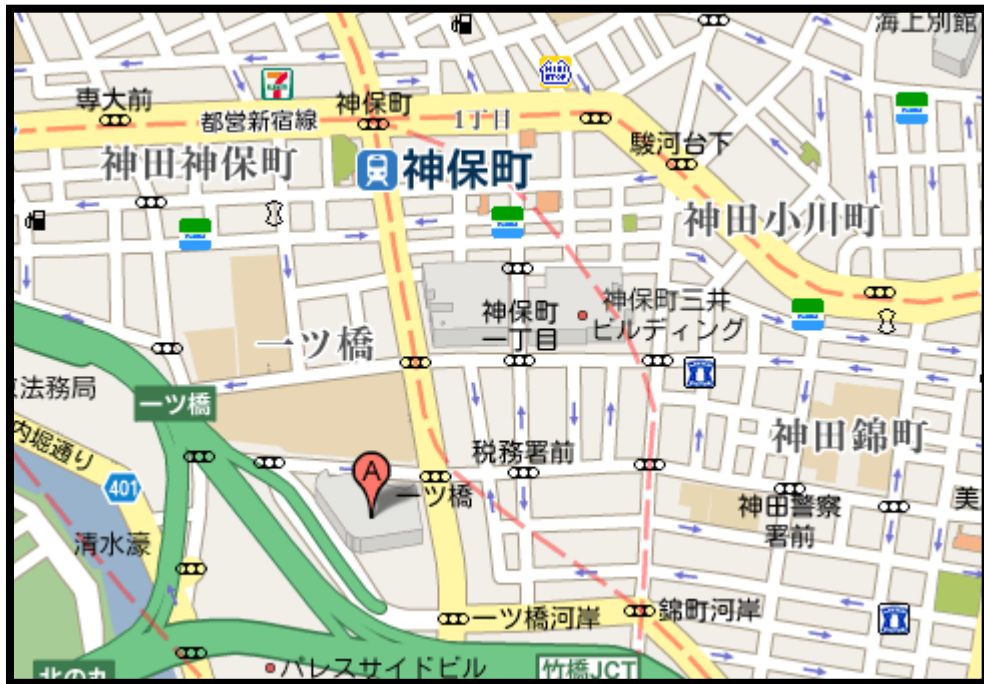 海上別館
専大前
神保町
都営新宿線
1丁目
駿河台下
神田神保町
神保町
神田小川町
神保町
一丁目
神保町三井
ビルディング
一ツ橋
法務局
一ツ橋
内堀通り
401
税務署前
神田錦町
A
一ツ橋
神田警察
署前
美
清水濠
一ツ橋河岸
錦町河岸
北の丸
パレスサイドビル
竹橋JCT